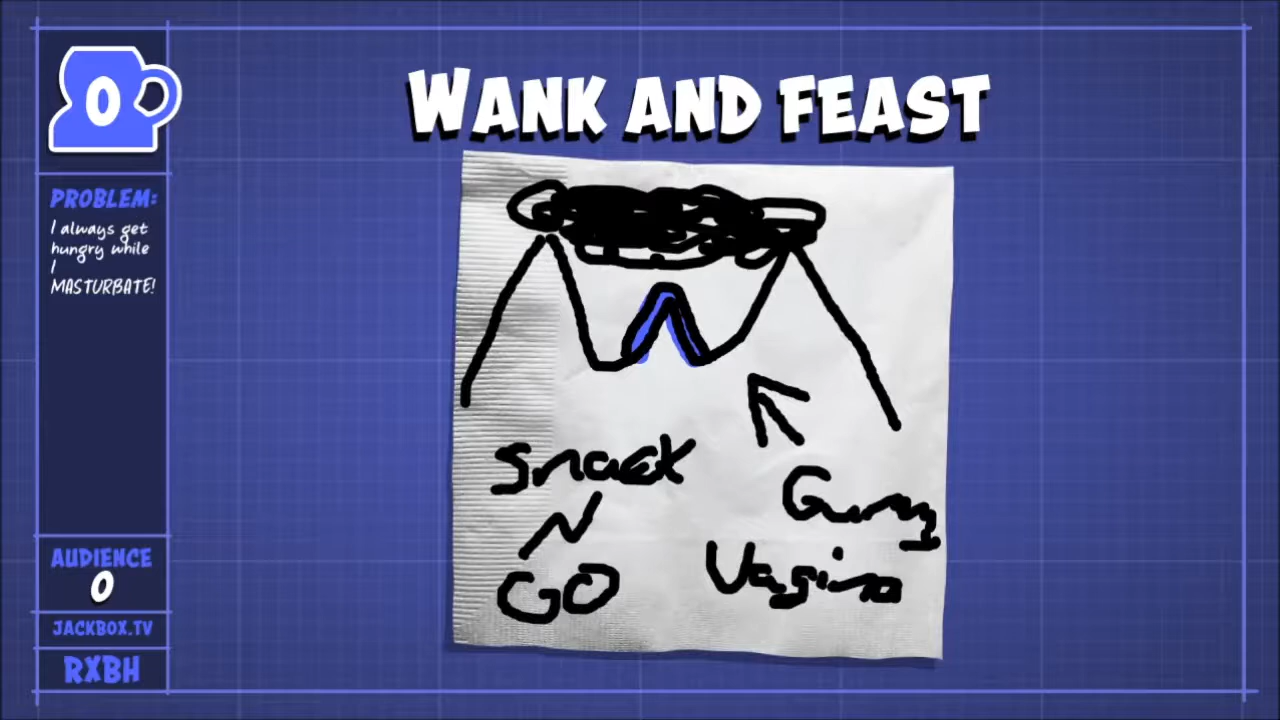 0
WANK AND FEAST
PROBLEM:
I always get
hungry while
I
MASTURBATE!
Snack
N
GO
Gummy
Vagina
AUDIENCE
0
JACKBOX.TV
RXBH